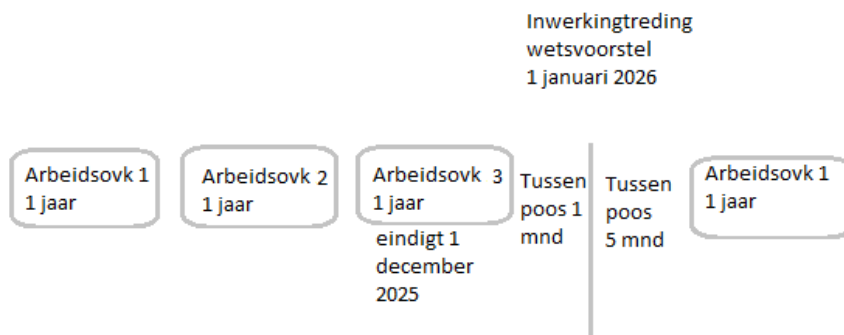 Inwerkingtreding
wetsvoorstel
1 januari 2026
Arbeidsovk 1
1 jaar
Arbeidsovk 2
1 jaar
Arbeidsovk 3
1 jaar
eindigt 1
december
2025
Tussen
poos 1
mnd
Tussen
poos
5 mnd
Arbeidsovk 1
1 jaar